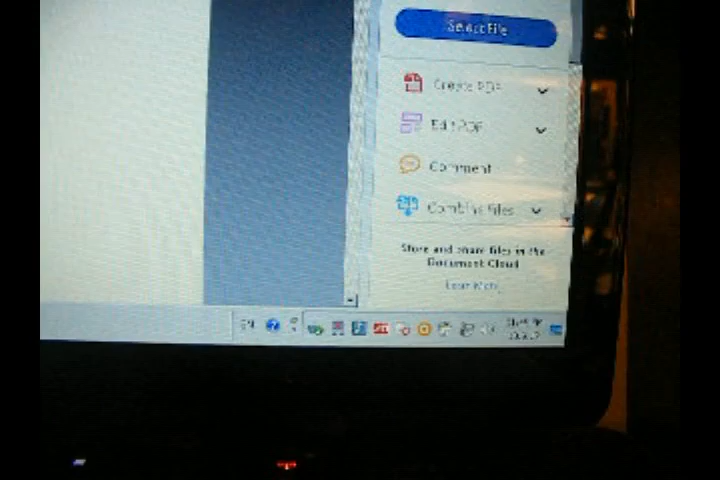 Select File
Create PDF
Edit PDF
Comment
Combine Files
Store and share files in the
Document Cloud
Learn More